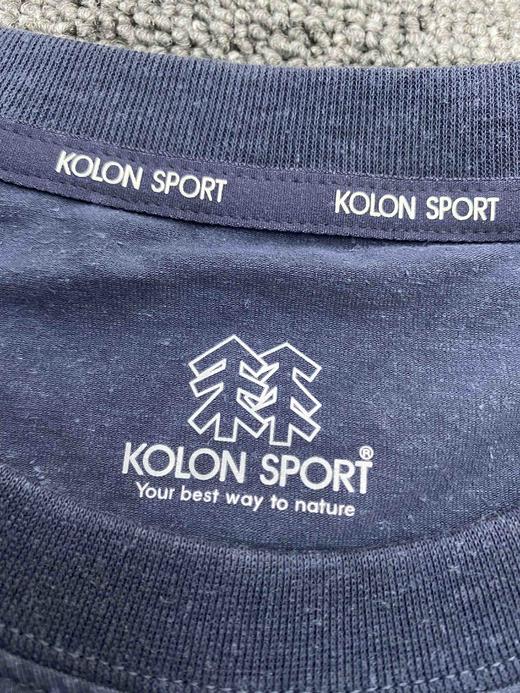 KOLON SPORT
KOLON SPORT
KOLON SPORT®
Your best way to nature